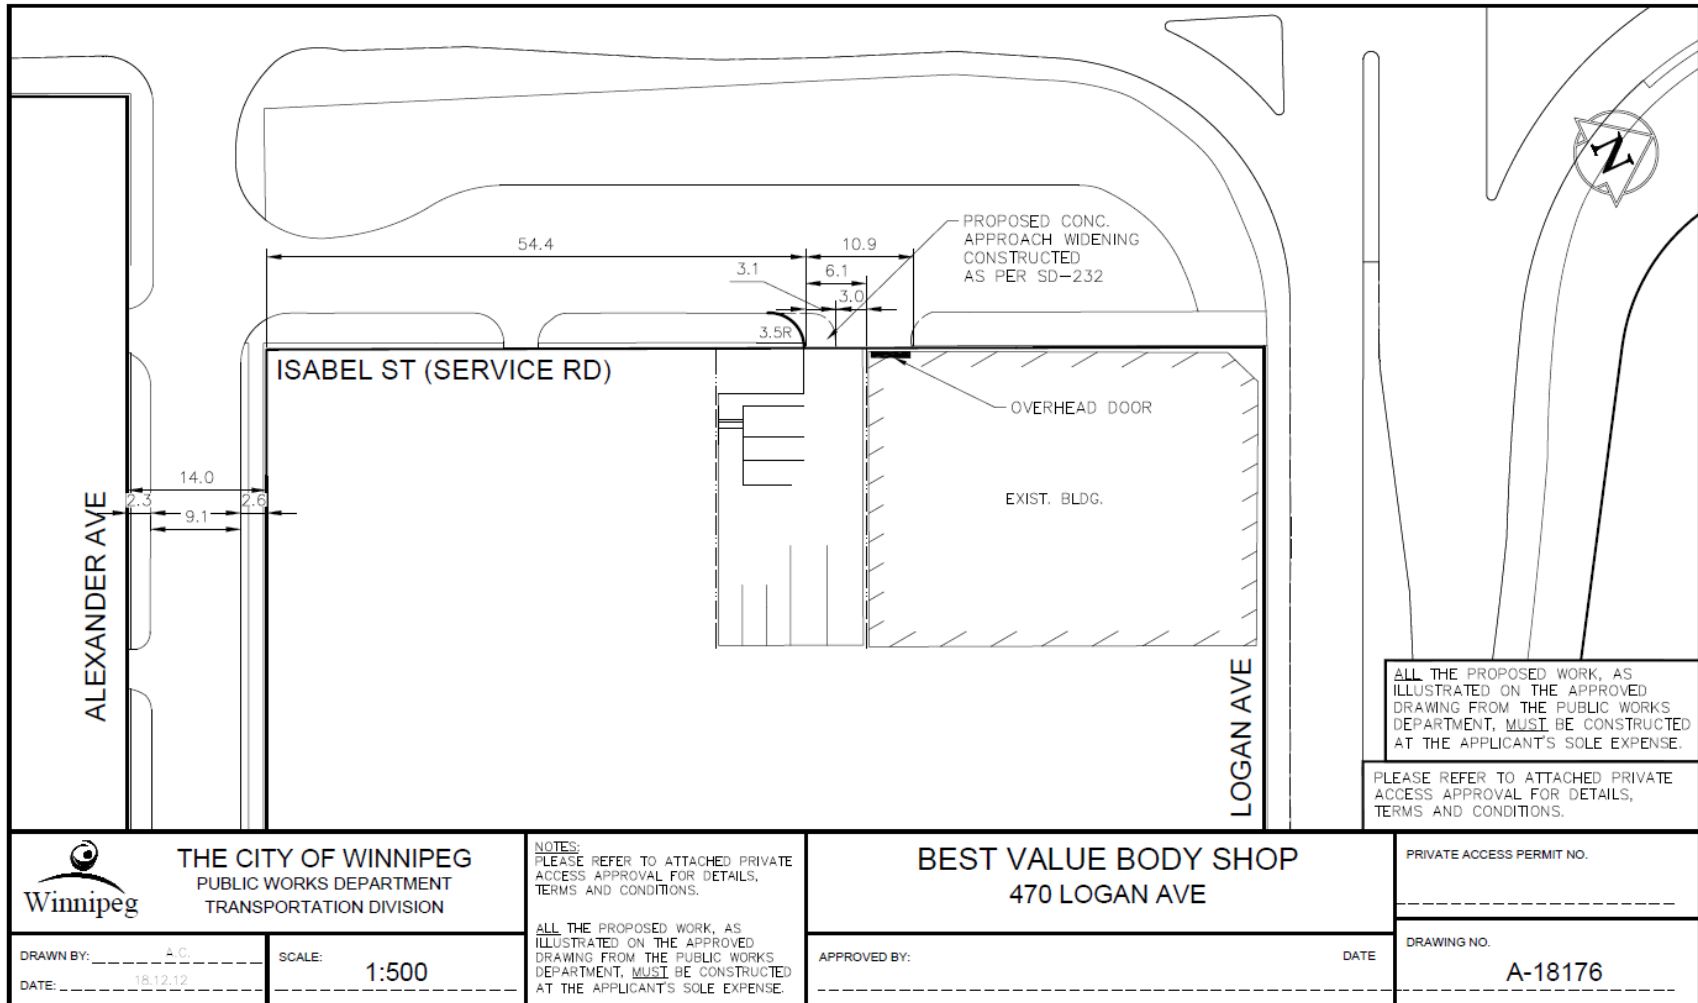 PROPOSED CONC.
APPROACH WIDENING
CONSTRUCTED
AS PER SD-232
54.4
10.9
3.1
6.1
3.0
3.5R
N
ISABEL ST (SERVICE RD)
OVERHEAD DOOR
EXIST. BLDG.
14.0
2.3
2.6
9.1
ALEXANDER AVE
LOGAN AVE
ALL THE PROPOSED WORK, AS
ILLUSTRATED ON THE APPROVED
DRAWING FROM THE PUBLIC WORKS
DEPARTMENT, MUST BE CONSTRUCTED
AT THE APPLICANT'S SOLE EXPENSE.
PLEASE REFER TO ATTACHED PRIVATE
ACCESS APPROVAL FOR DETAILS,
TERMS AND CONDITIONS.
Winnipeg
THE CITY OF WINNIPEG
PUBLIC WORKS DEPARTMENT
TRANSPORTATION DIVISION
DRAWN BY: A.C.
DATE: 18.12.12
SCALE:
1:500
NOTES:
PLEASE REFER TO ATTACHED PRIVATE
ACCESS APPROVAL FOR DETAILS,
TERMS AND CONDITIONS.
ALL THE PROPOSED WORK, AS
ILLUSTRATED ON THE APPROVED
DRAWING FROM THE PUBLIC WORKS
DEPARTMENT, MUST BE CONSTRUCTED
AT THE APPLICANT'S SOLE EXPENSE.
BEST VALUE BODY SHOP
470 LOGAN AVE
APPROVED BY:
DATE
PRIVATE ACCESS PERMIT NO.
DRAWING NO.
A-18176